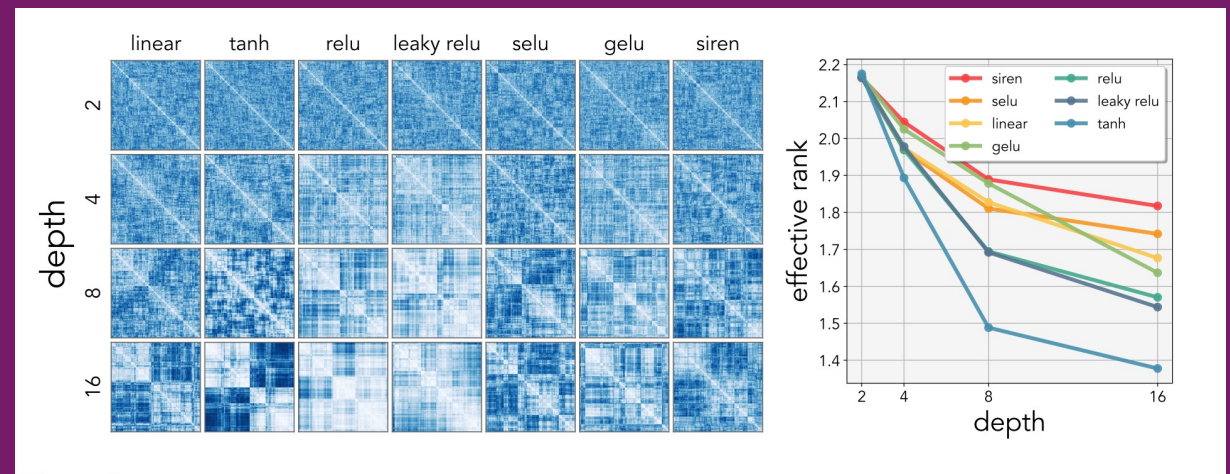 linear tanh relu leaky relu selu gelu siren
depth
2
4
8
16
effective rank
2.2
2.1
2.0
1.9
1.8
1.7
1.6
1.5
1.4
siren relu
selu leaky relu
linear tanh
gelu
2 4 8 16
depth